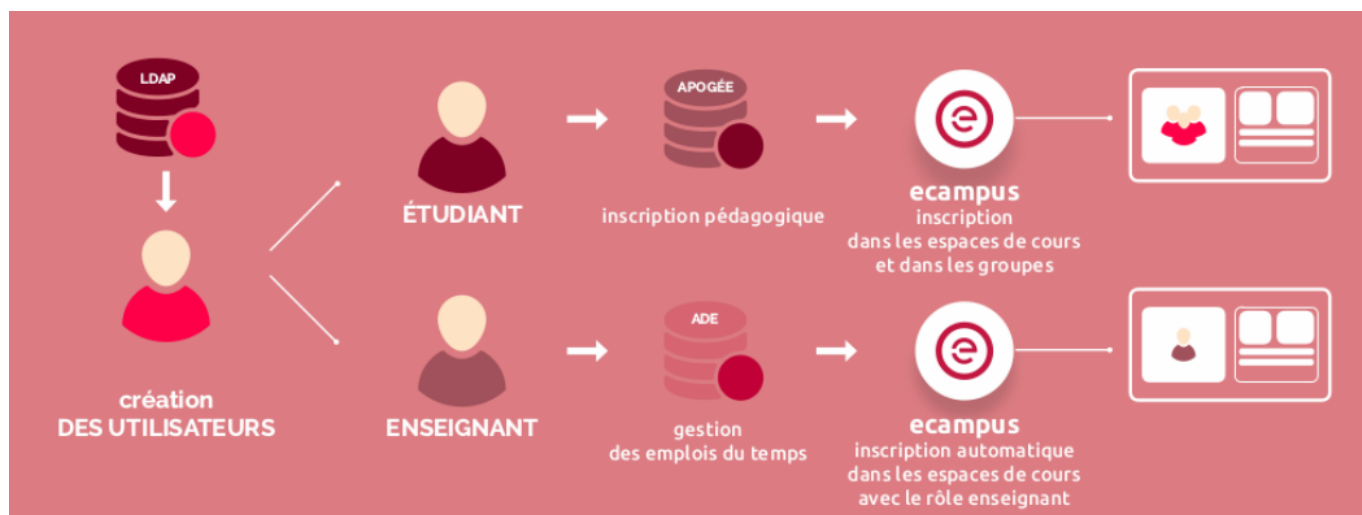 LDAP
création
DES UTILISATEURS
ÉTUDIANT
APOGÉE
inscription pédagogique
e
ecampus
inscription
dans les espaces de cours
et dans les groupes
ENSEIGNANT
ADE
gestion
des emplois du temps
e
ecampus
inscription automatique
dans les espaces de cours
avec le rôle enseignant